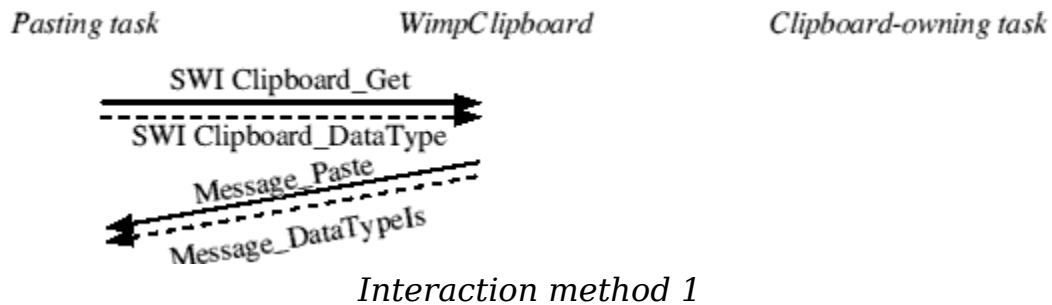 Pasting task WimpClipboard Clipboard-owning task
SWI Clipboard_Get
SWI Clipboard_DataType
Message_Paste
Message_DataTypeIs
Interaction method 1